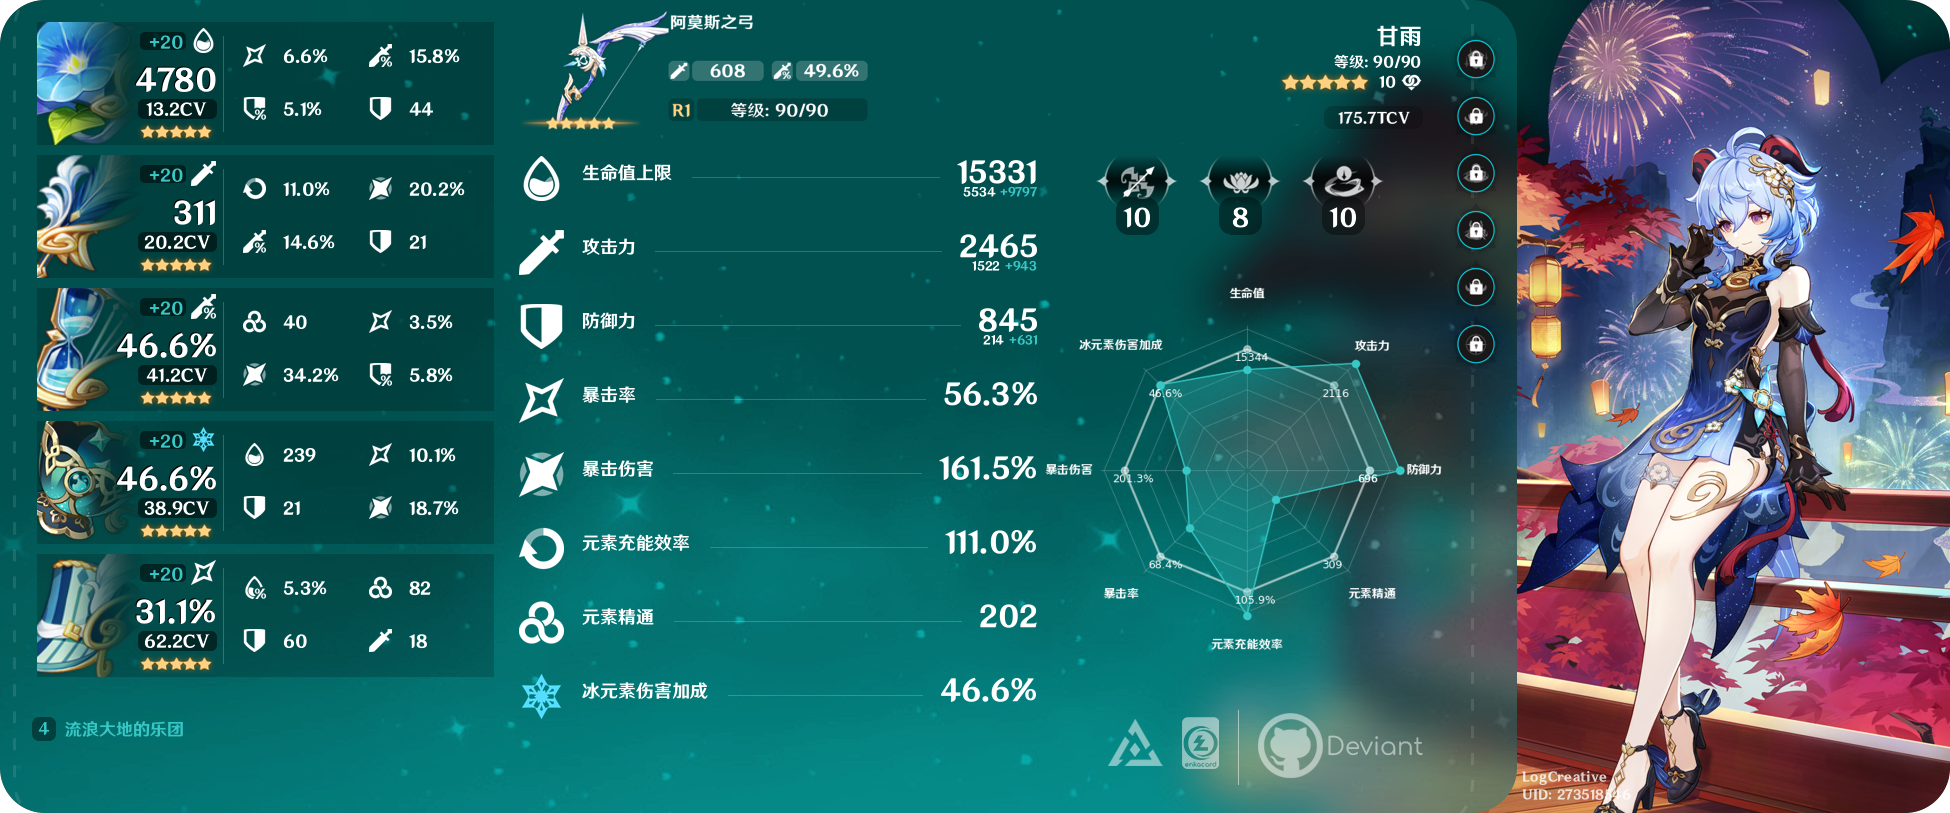 +20
4780
13.2CV
6.6%
15.8%
5.1%
44
+20
311
20.2CV
11.0%
20.2%
14.6%
21
+20
46.6%
41.2CV
40
3.5%
34.2%
5.8%
+20
46.6%
38.9CV
239
10.1%
21
18.7%
+20
31.1%
62.2CV
5.3%
82
60
18
4 流浪大地的乐团
阿莫斯之弓
608
49.6%
R1
等级: 90/90
生命值上限
15331
5534 +9797
攻击力
2465
1522 +943
防御力
845
214 +631
暴击率
56.3%
暴击伤害
161.5%
元素充能效率
111.0%
元素精通
202
冰元素伤害加成
46.6%
甘雨
等级: 90/90
10
175.7TCV
10
8
10
生命值
15344
攻击力
2116
防御力
696
元素精通
309
元素充能效率
105.9%
暴击率
68.4%
暴击伤害
201.3%
冰元素伤害加成
46.6%
enkacard
Deviant
LogCreative
UID: 273518546